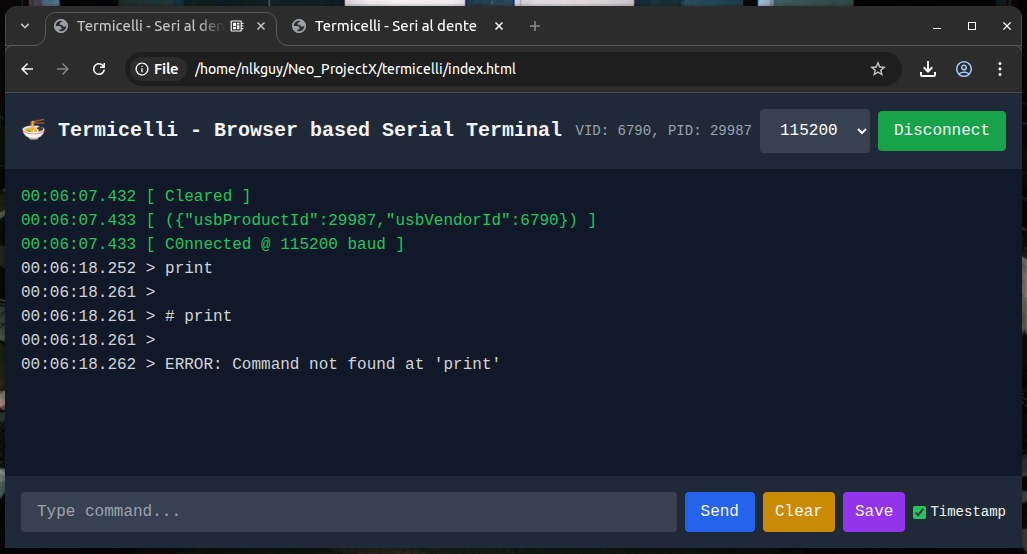 Termicelli - Seri al den
Termicelli - Seri al dente
File /home/nlkguy/Neo_ProjectX/termicelli/index.html
Termicelli - Browser based Serial Terminal VID: 6790, PID: 29987 115200 Disconnect
00:06:07.432 [ Cleared ]
00:06:07.433 [ ({"usbProductId":29987,"usbVendorId":6790}) ]
00:06:07.433 [ C0nnected @ 115200 baud ]
00:06:18.252 > print
00:06:18.261 >
00:06:18.261 > # print
00:06:18.261 >
00:06:18.262 > ERROR: Command not found at 'print'
Type command... Send Clear Save Timestamp